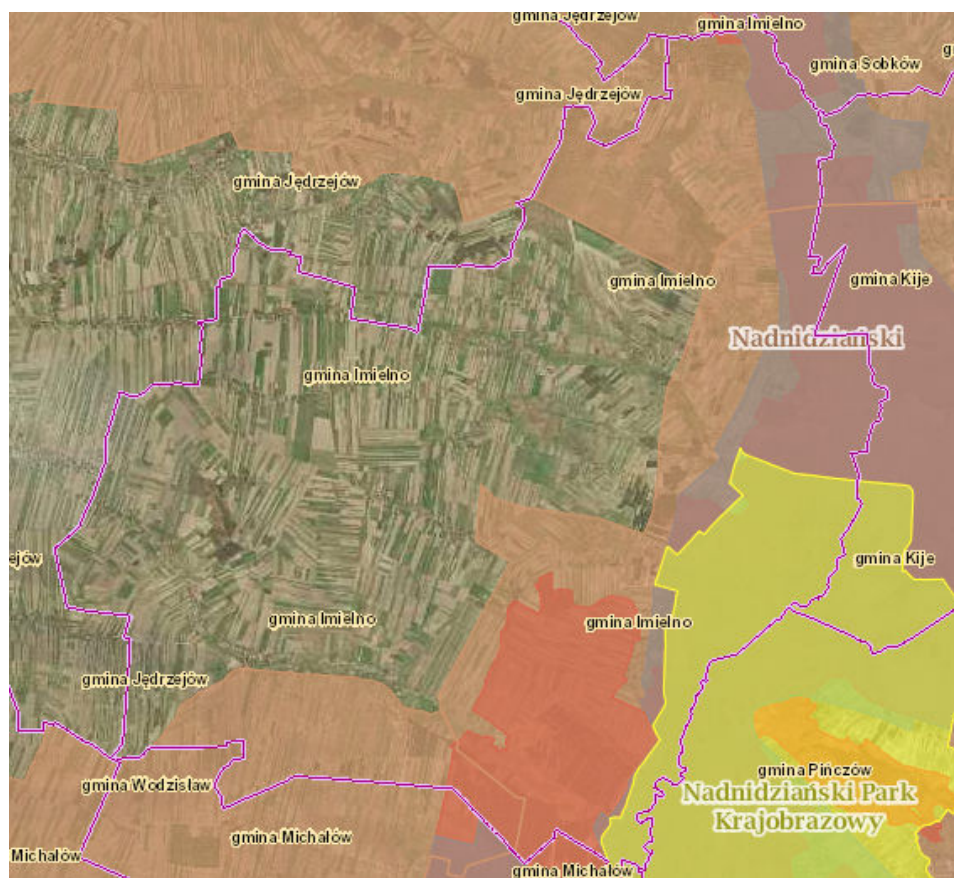 gmina Jędrzejów
gmina Imielno
gmina Sobków
g
gmina Jędrzejów
gmina Jędrzejów
gmina Imielno
gmina Kije
Nadnidziański
gmina Imielno
ejów
gmina Kije
gmina Imielno
gmina Imielno
gmina Jędrzejów
gmina Pińczów
gmina Wodzisław
Nadnidziański Park
Krajobrazowy
gmina Michałów
Michałów
gmina Michałów